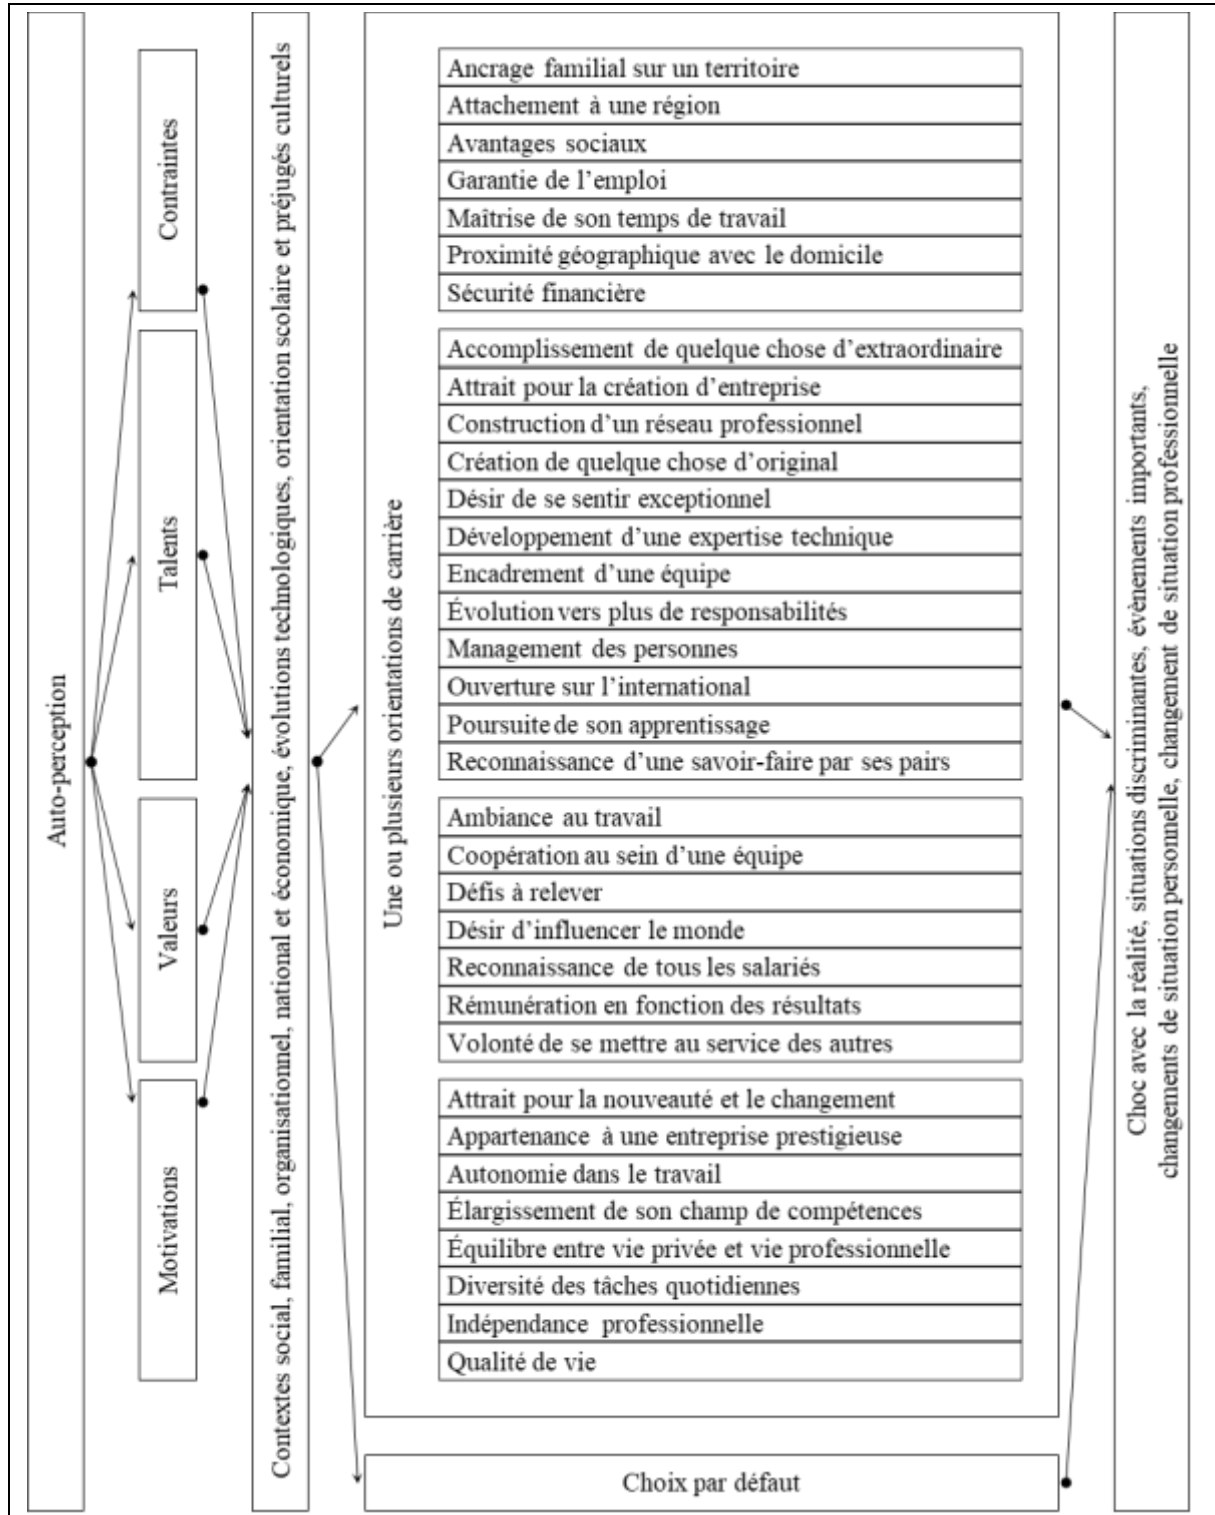 Auto-perception
Contraintes
Talents
Valeurs
Motivations
Contextes social, familial, organisationnel, national et économique, évolutions technologiques, orientation scolaire et préjugés culturels
Une ou plusieurs orientations de carrière
Ancrage familial sur un territoire
Attachement à une région
Avantages sociaux
Garantie de l’emploi
Maîtrise de son temps de travail
Proximité géographique avec le domicile
Sécurité financière
Accomplissement de quelque chose d’extraordinaire
Attrait pour la création d’entreprise
Construction d’un réseau professionnel
Création de quelque chose d’original
Désir de se sentir exceptionnel
Développement d’une expertise technique
Encadrement d’une équipe
Évolution vers plus de responsabilités
Management des personnes
Ouverture sur l’international
Poursuite de son apprentissage
Reconnaissance d’une savoir-faire par ses pairs
Ambiance au travail
Coopération au sein d’une équipe
Défis à relever
Désir d’influencer le monde
Reconnaissance de tous les salariés
Rémunération en fonction des résultats
Volonté de se mettre au service des autres
Attrait pour la nouveauté et le changement
Appartenance à une entreprise prestigieuse
Autonomie dans le travail
Élargissement de son champ de compétences
Équilibre entre vie privée et vie professionnelle
Diversité des tâches quotidiennes
Indépendance professionnelle
Qualité de vie
Choix par défaut
Choc avec la réalité, situations discriminantes, évènements importants,
changements de situation personnelle, changement de situation professionnelle